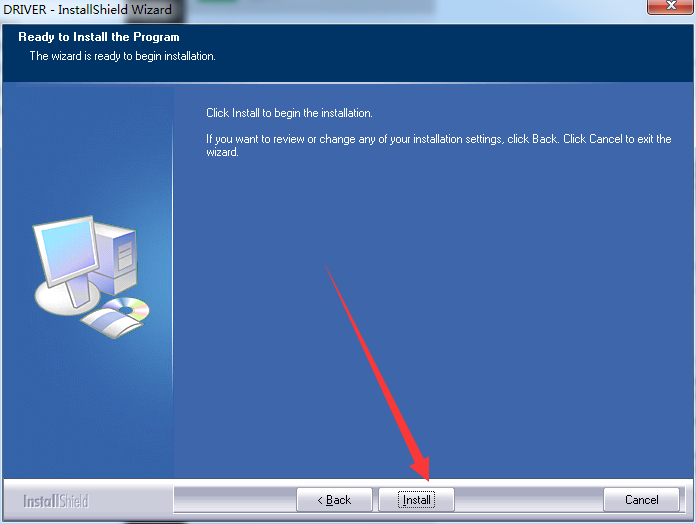 DRIVER - InstallShield Wizard
Ready to Install the Program
The wizard is ready to begin installation.
Click Install to begin the installation.
If you want to review or change any of your installation settings, click Back. Click Cancel to exit the
wizard.
InstallShield
< Back
Install
Cancel